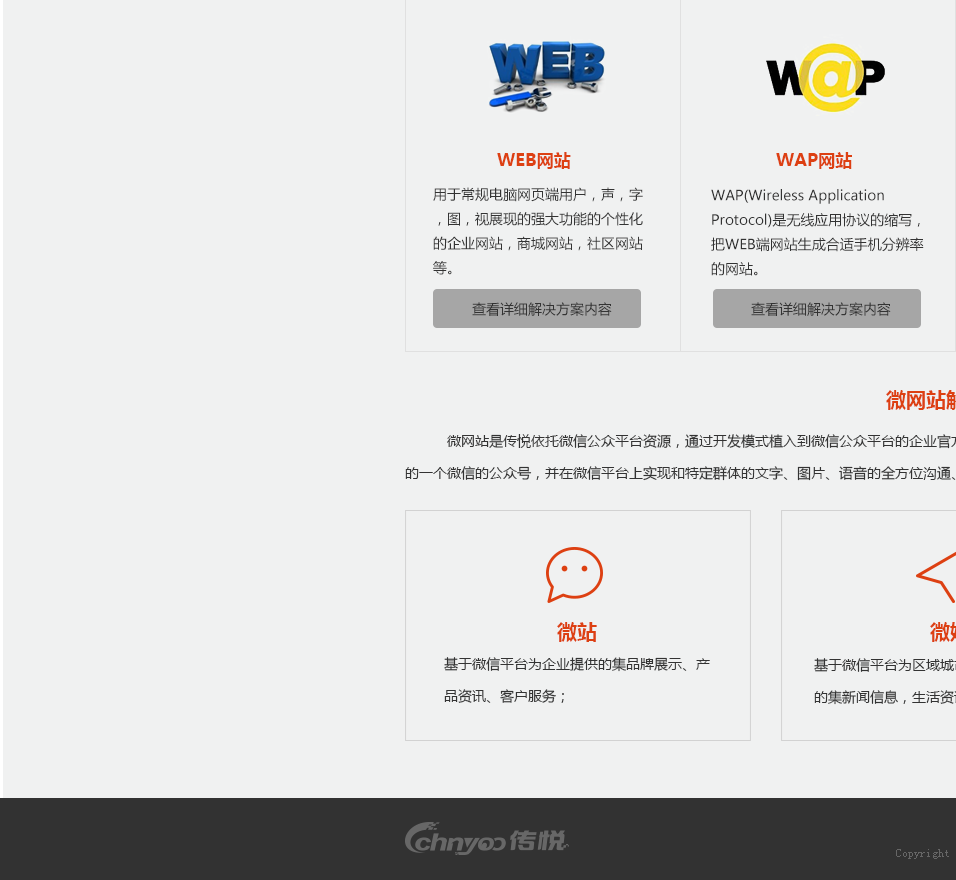 WEB
W@P
WEB网站
用于常规电脑网页端用户，声，字
，图，视展现的强大功能的个性化
的企业网站，商城网站，社区网站
等。
查看详细解决方案内容
WAP网站
WAP(Wireless Application
Protocol)是无线应用协议的缩写，
把WEB端网站生成合适手机分辨率
的网站。
查看详细解决方案内容
微网站解
微网站是传悦依托微信公众平台资源，通过开发模式植入到微信公众平台的企业官方
的一个微信的公众号，并在微信平台上实现和特定群体的文字、图片、语音的全方位沟通、
微站
基于微信平台为企业提供的集品牌展示、产
品资讯、客户服务；
微
基于微信平台为区域城
的集新闻信息，生活资
chnyoo 传悦
Copyright